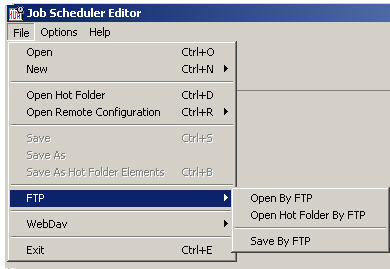 Job Scheduler Editor
File Options Help
Open Ctrl+O
New Ctrl+N
Open Hot Folder Ctrl+D
Open Remote Configuration Ctrl+R
Save Ctrl+S
Save As
Save As Hot Folder Elements Ctrl+B
FTP
Open By FTP
Open Hot Folder By FTP
Save By FTP
WebDav
Exit Ctrl+E